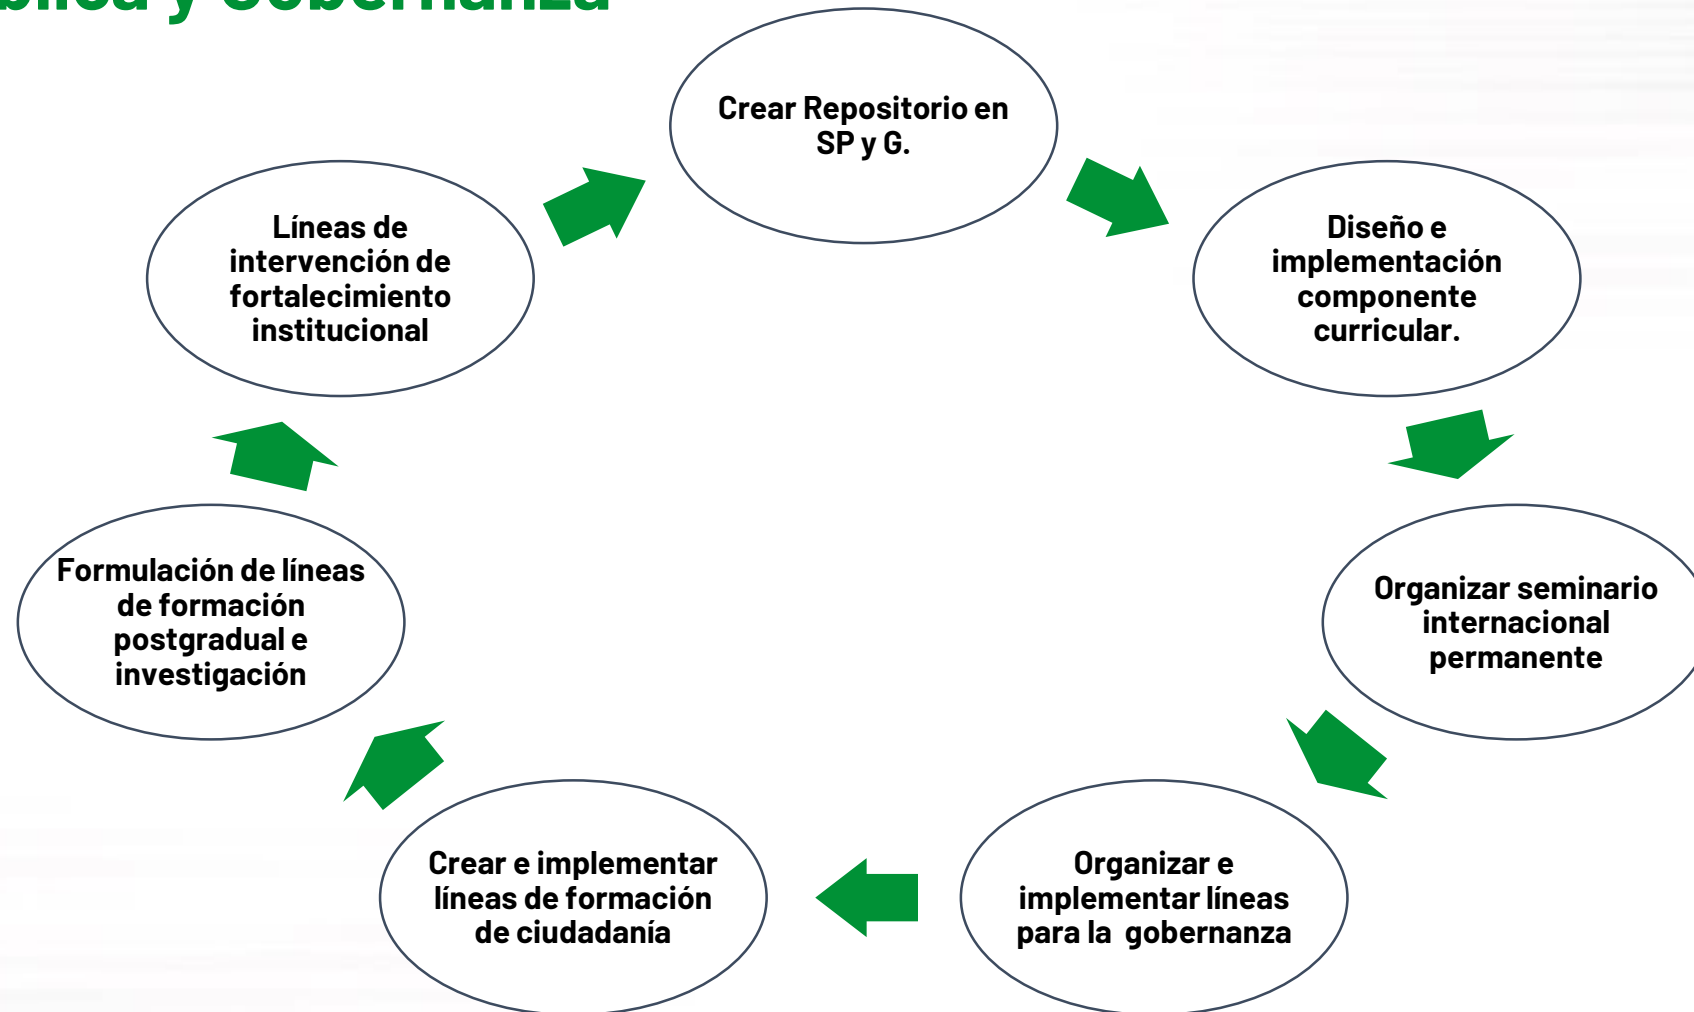 y Gobernanza
Crear Repositorio en
SP y G.
Diseño e
implementación
componente
curricular.
Organizar seminario
internacional
permanente
Organizar e
implementar líneas
para la gobernanza
Crear e implementar
líneas de formación
de ciudadanía
Formulación de líneas
de formación
postgradual e
investigación
Líneas de
intervención de
fortalecimiento
institucional